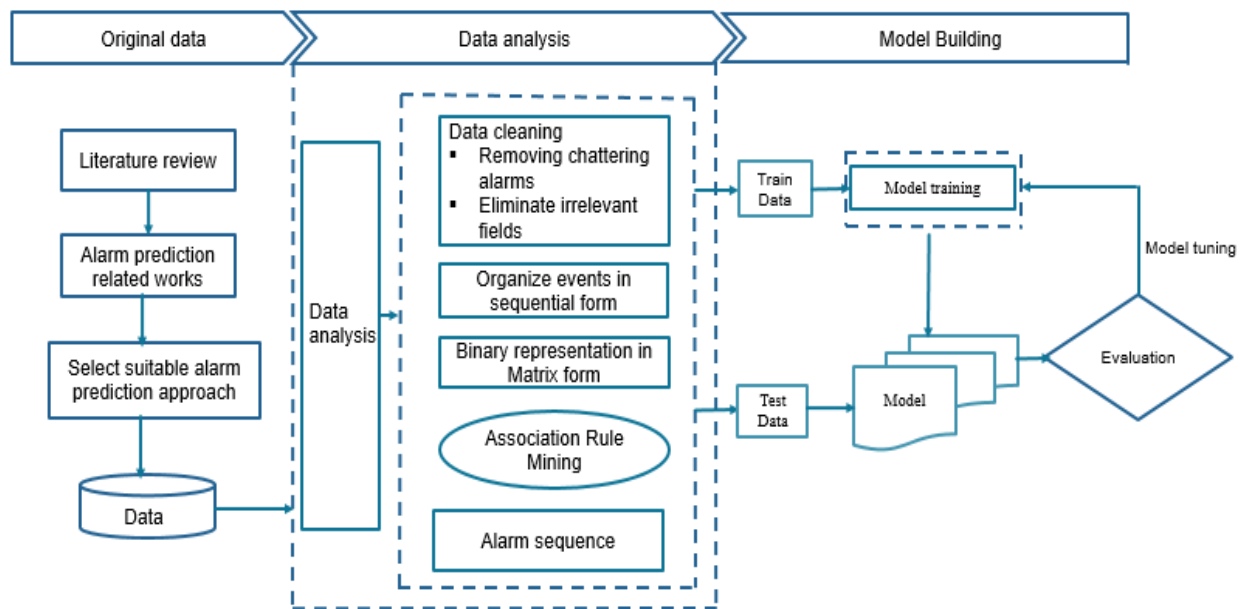 Original data
Data analysis
Model Building
Literature review
Alarm prediction
related works
Select suitable alarm
prediction approach
Data
Data
analysis
Data cleaning
▪ Removing chattering
alarms
▪ Eliminate irrelevant
fields
Organize events in
sequential form
Binary representation in
Matrix form
Association Rule
Mining
Alarm sequence
Train
Data
Model training
Model tuning
Test
Data
Model
Evaluation